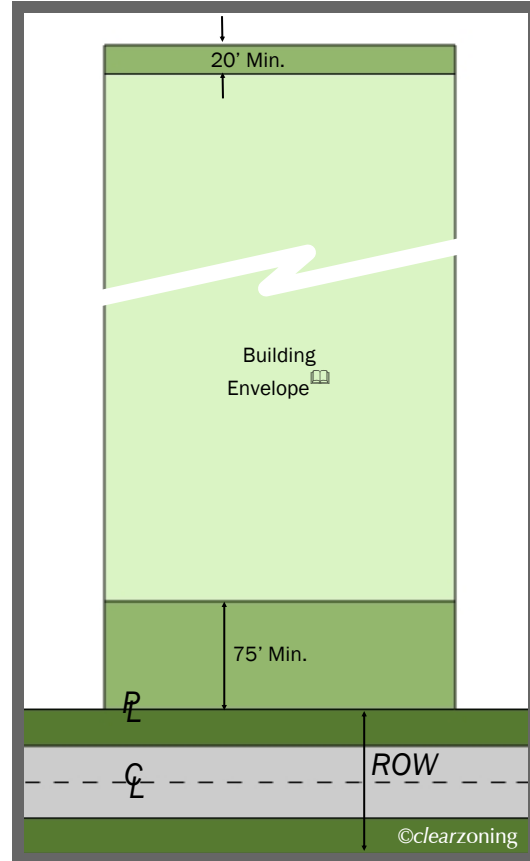 20' Min.
Building
Envelope
75' Min.
PL
CL
ROW
©clearzoning